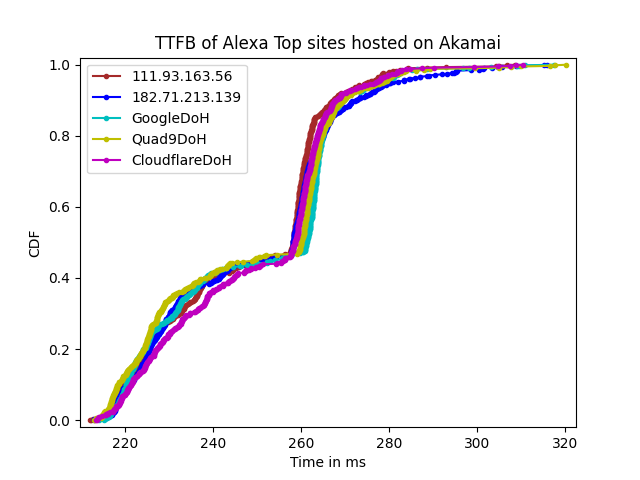 TTFB of Alexa Top sites hosted on Akamai
1.0
0.8
0.6
0.4
0.2
0.0
CDF
111.93.163.56
182.71.213.139
GoogleDoH
Quad9DoH
CloudflareDoH
220 240 260 280 300 320
Time in ms